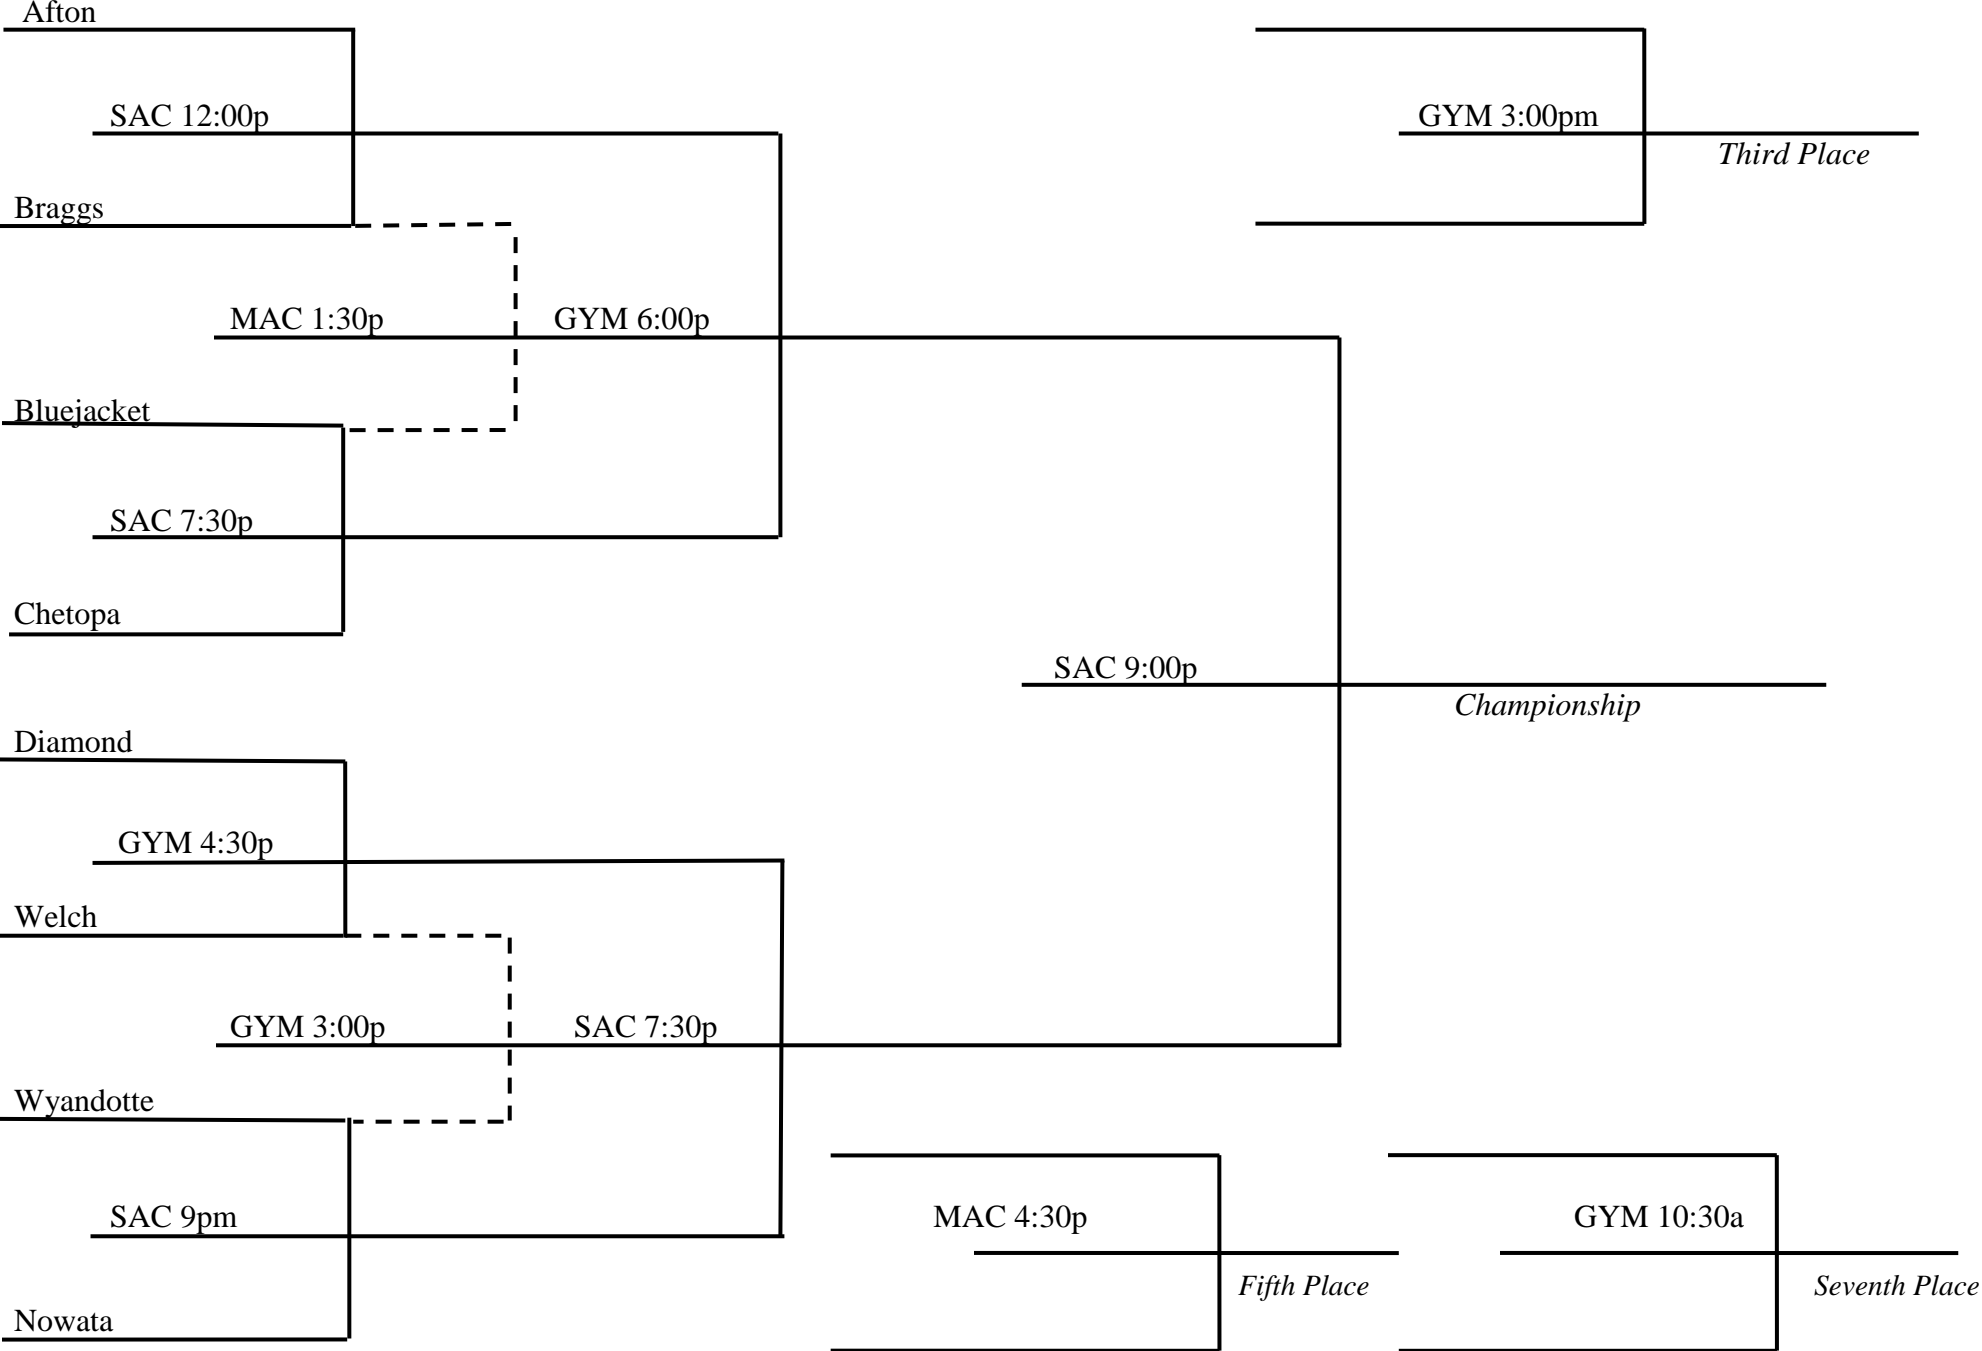 Afton
SAC 12:00p
GYM 3:00pm
Third Place
Braggs
MAC 1:30p
GYM 6:00p
Bluejacket
SAC 7:30p
Chetopa
SAC 9:00p
Championship
Diamond
GYM 4:30p
Welch
GYM 3:00p
SAC 7:30p
Wyandotte
SAC 9pm
MAC 4:30p
GYM 10:30a
Fifth Place
Seventh Place
Nowata